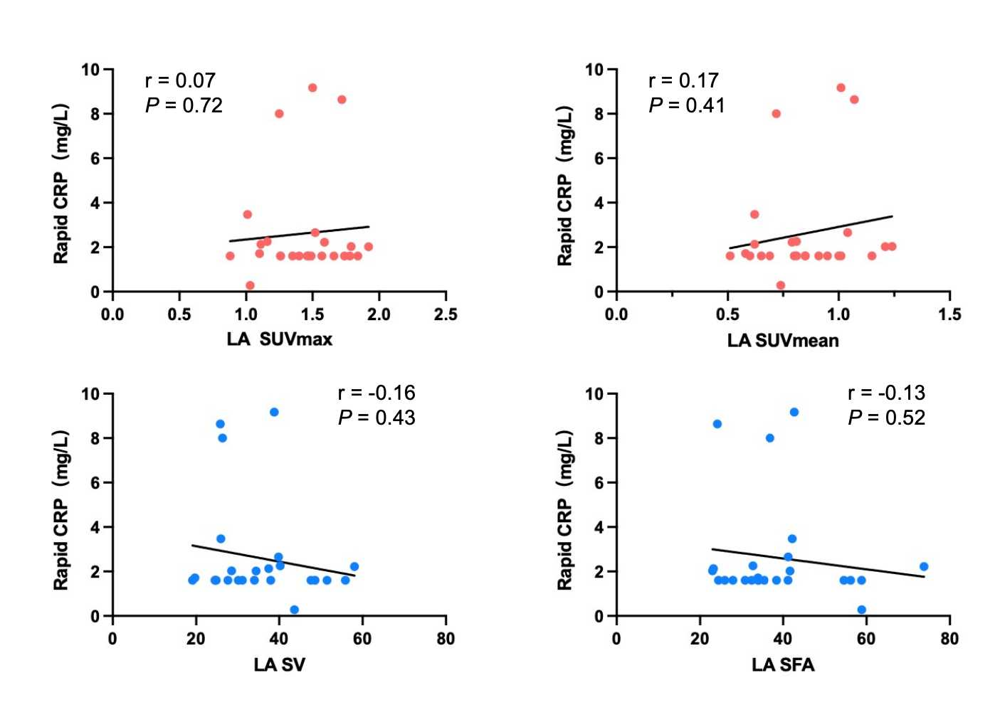 r = 0.07
P = 0.72
Rapid CRP (mg/L)
10
8
6
4
2
0
0.0 0.5 1.0 1.5 2.0 2.5
LA SUVmax
r = 0.17
P = 0.41
Rapid CRP (mg/L)
10
8
6
4
2
0
0.0 0.5 1.0 1.5
LA SUVmean
r = -0.16
P = 0.43
Rapid CRP (mg/L)
10
8
6
4
2
0
0 20 40 60 80
LA SV
r = -0.13
P = 0.52
Rapid CRP (mg/L)
10
8
6
4
2
0
0 20 40 60 80
LA SFA